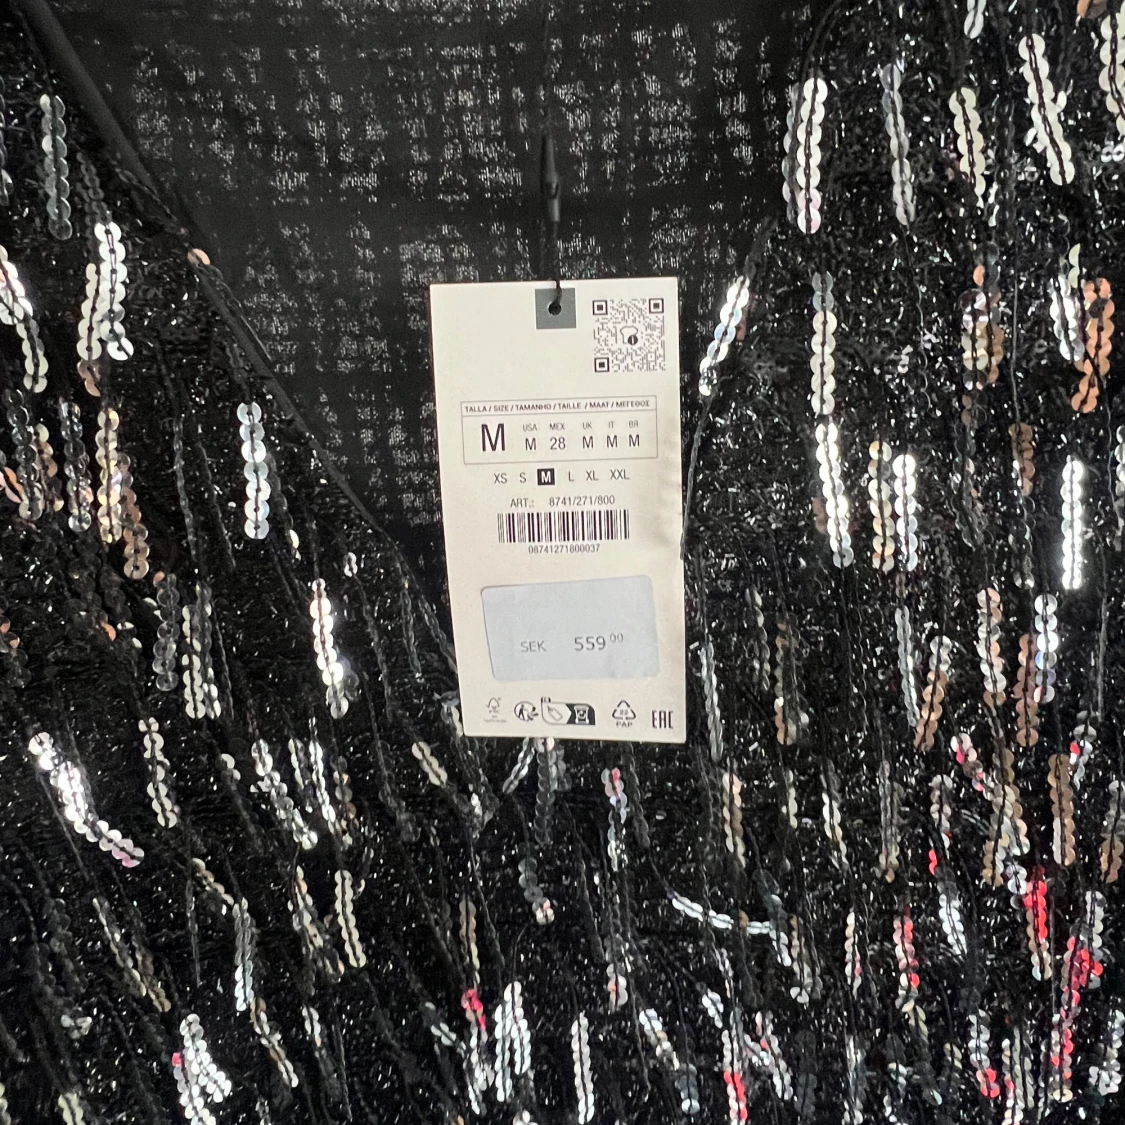 TALLA / SIZE / TAMANHO / TAILLE / MAAT / ΜΕΓΕΘΟΣ
M
USA MEX UK IT BR
M 28 M M M
XS S M L XL XXL
ART.: 8741/271/800
08741271800037
SEK 559 00
22
PAP
EAC